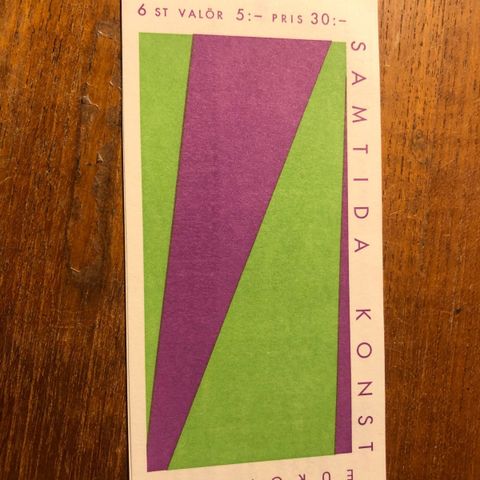 6 ST VALÖR 5:– PRIS 30:–
SAMTIDA KONST